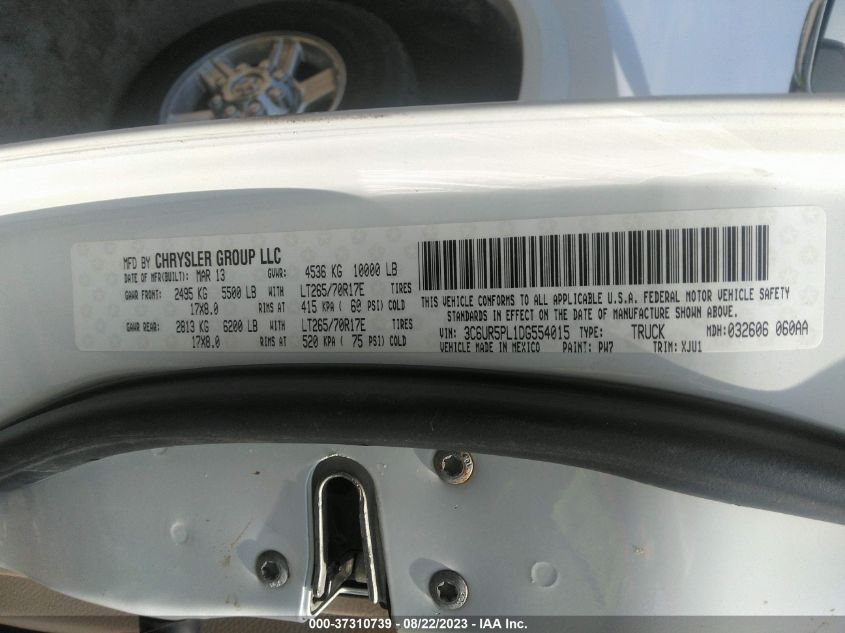 MFD BY CHRYSLER GROUP LLC
DATE OF MFR(BUILT): MAR 13 GVWR: 4536 KG 10000 LB
GAWR FRONT: 2495 KG 5500 LB WITH LT265/70R17E TIRES
17X8.0 RIMS AT 415 KPA ( 60 PSI) COLD
GAWR REAR: 2813 KG 6200 LB WITH LT265/70R17E TIRES
17X8.0 RIMS AT 520 KPA ( 75 PSI) COLD
THIS VEHICLE CONFORMS TO ALL APPLICABLE U.S.A. FEDERAL MOTOR VEHICLE SAFETY
STANDARDS IN EFFECT ON THE DATE OF MANUFACTURE SHOWN ABOVE.
VIN: 3C6UR5PL1DG554015 TYPE: TRUCK MDH: 032606 060AA
MADE IN MEXICO PAINT: PW7 TRIM: XJU1
000-37310739 - 08/22/2023 - IAA Inc.